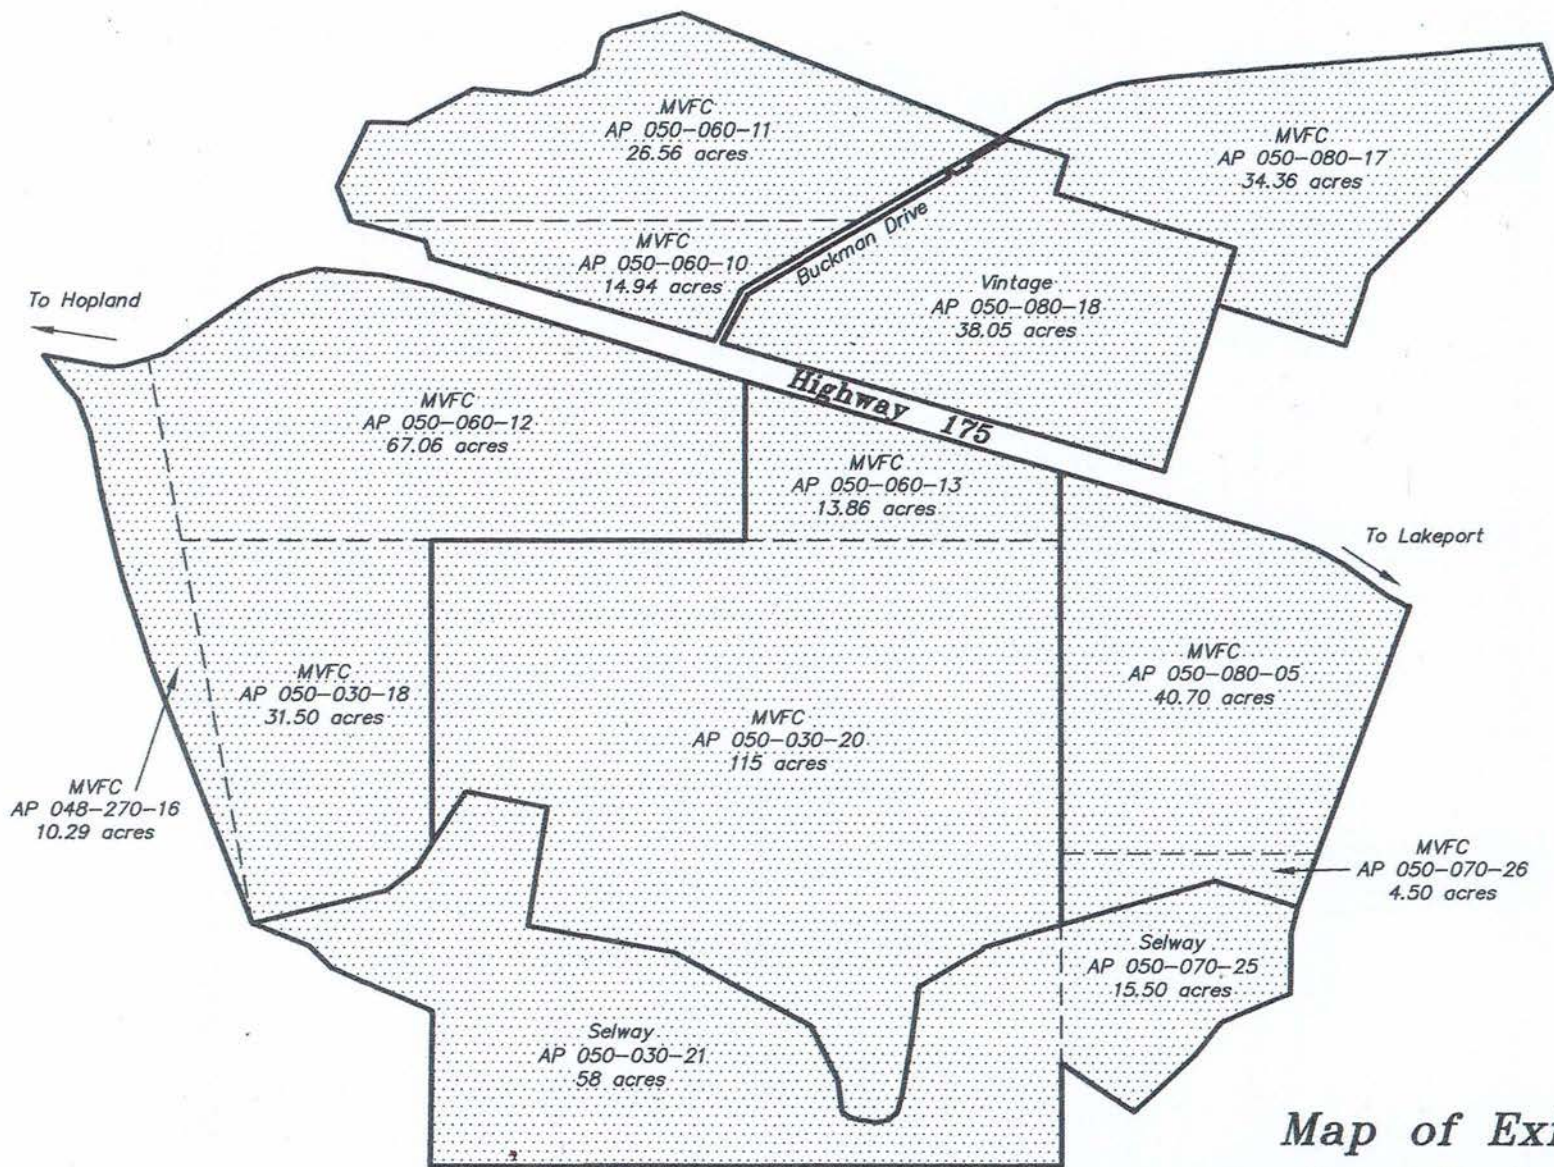 MVFC
AP 050-060-11
26.56 acres
MVFC
AP 050-080-17
34.36 acres
MVFC
AP 050-060-10
14.94 acres
Buckman Drive
Vintage
AP 050-080-18
38.05 acres
To Hopland
MVFC
AP 050-060-12
67.06 acres
Highway 175
MVFC
AP 050-060-13
13.86 acres
To Lakeport
MVFC
AP 050-030-18
31.50 acres
MVFC
AP 050-080-05
40.70 acres
MVFC
AP 050-030-20
115 acres
MVFC
AP 048-270-16
10.29 acres
MVFC
AP 050-070-26
4.50 acres
Selway
AP 050-070-25
15.50 acres
Selway
AP 050-030-21
58 acres
Map of Exi